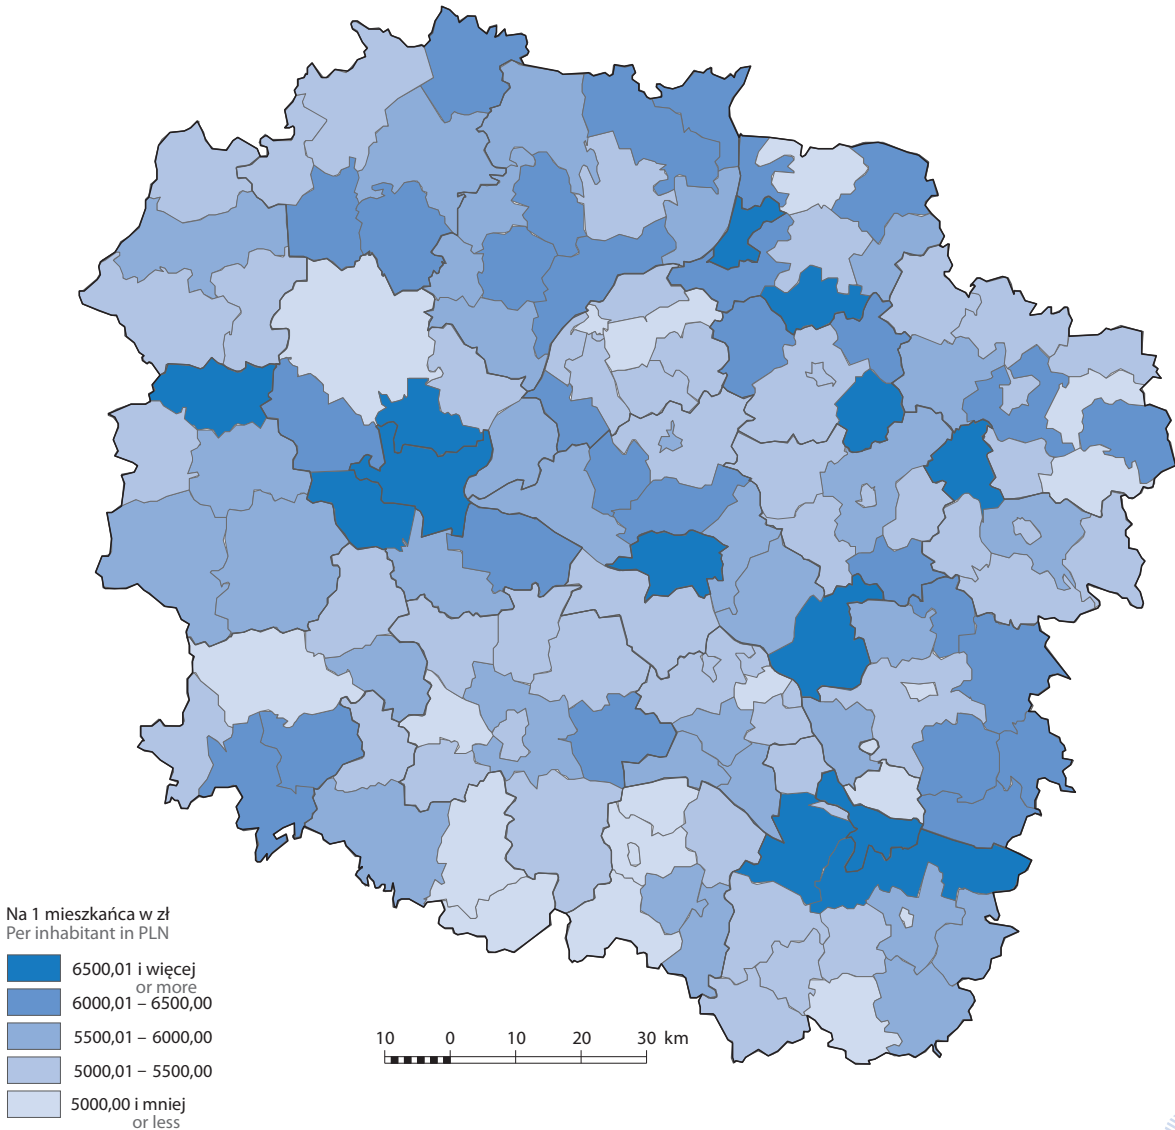 Na 1 mieszkańca w zł
Per inhabitant in PLN
6500,01 i więcej
or more
6000,01 – 6500,00
5500,01 – 6000,00
5000,01 – 5500,00
5000,00 i mniej
or less
10 0 10 20 30 km